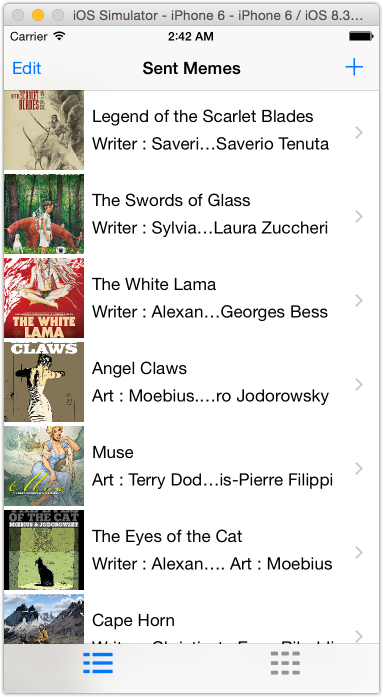 iOS Simulator - iPhone 6 - iPhone 6 / iOS 8.3...
Carrier 2:42 AM
Edit Sent Memes +
SCARLET
BLADES
Legend of the Scarlet Blades
Writer : Saveri…Saverio Tenuta
The Swords of Glass
Writer : Sylvia…Laura Zuccheri
The White Lama
Writer : Alexan…Georges Bess
THE WHITE
LAMA
CLAWS
Angel Claws
Art : Moebius.…ro Jodorowsky
Muse
Art : Terry Dod…is-Pierre Filippi
THE EYES
OF THE CAT
MOEBIUS & JODOROWSKY
The Eyes of the Cat
Writer : Alexan…. Art : Moebius
Cape Horn